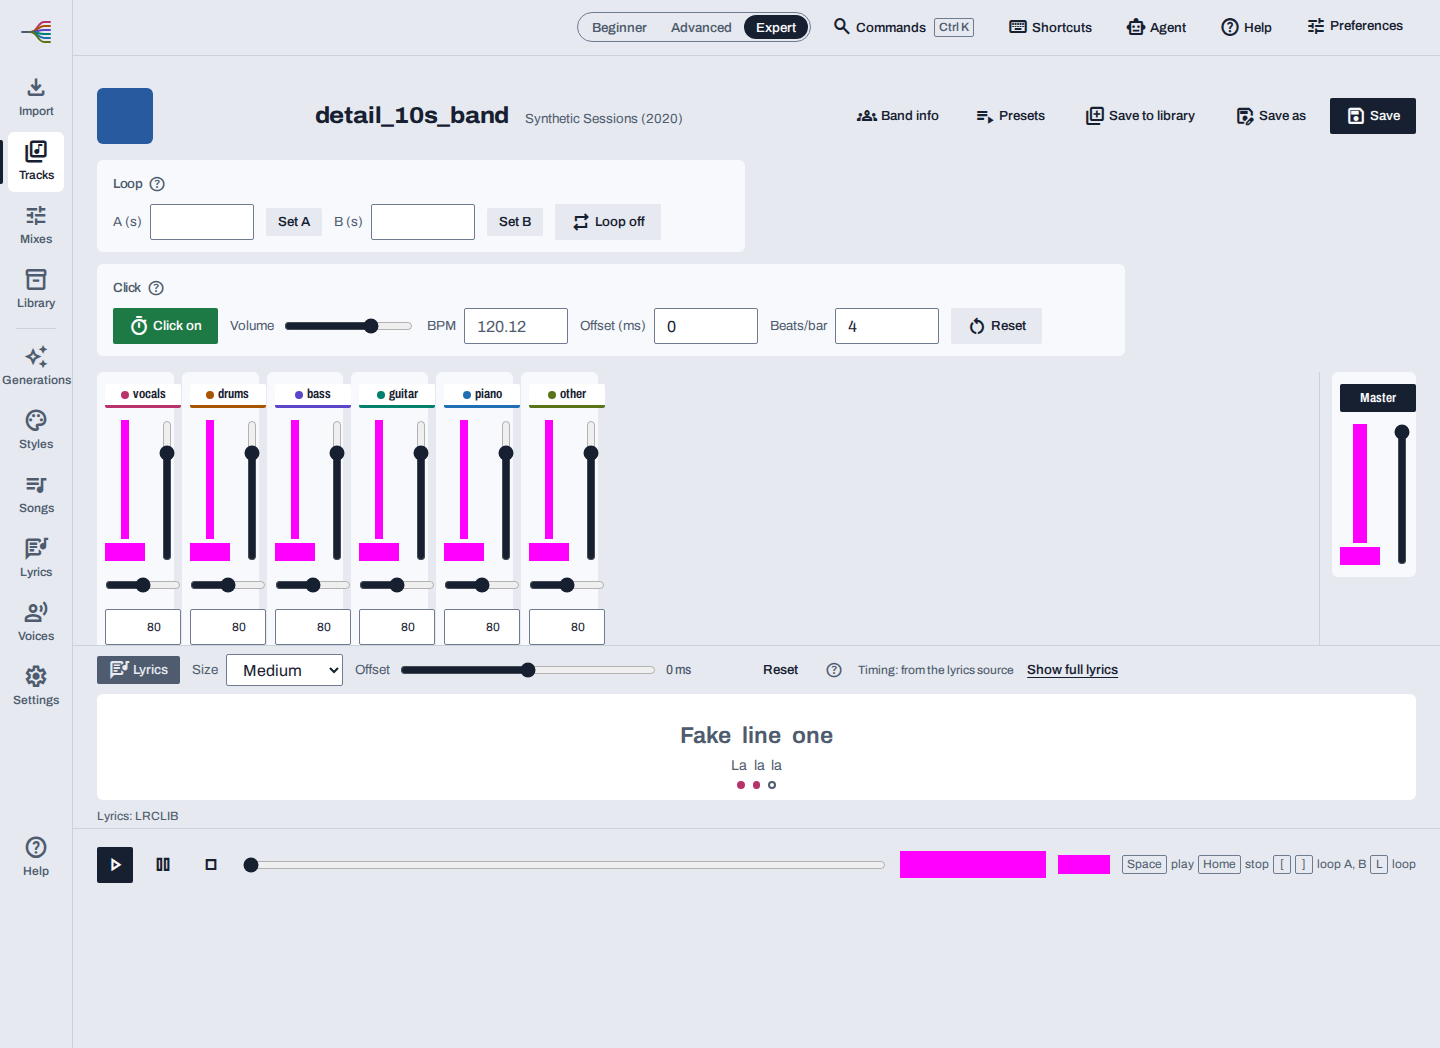 Beginner Advanced Expert Commands Ctrl K Shortcuts Agent Help Preferences
Import
Tracks
Mixes
Library
Generations
Styles
Songs
Lyrics
Voices
Settings
Help
detail_10s_band Synthetic Sessions (2020) Band info Presets Save to library Save as Save
Loop
A (s) Set A B (s) Set B Loop off
Click
Click on Volume BPM 120.12 Offset (ms) 0 Beats/bar 4 Reset
vocals drums bass guitar piano other Master
80 80 80 80 80 80
Lyrics Size Medium Offset 0 ms Reset Timing: from the lyrics source Show full lyrics
Fake line one
La la la
Lyrics: LRCLIB
Space play Home stop [ ] loop A, B L loop